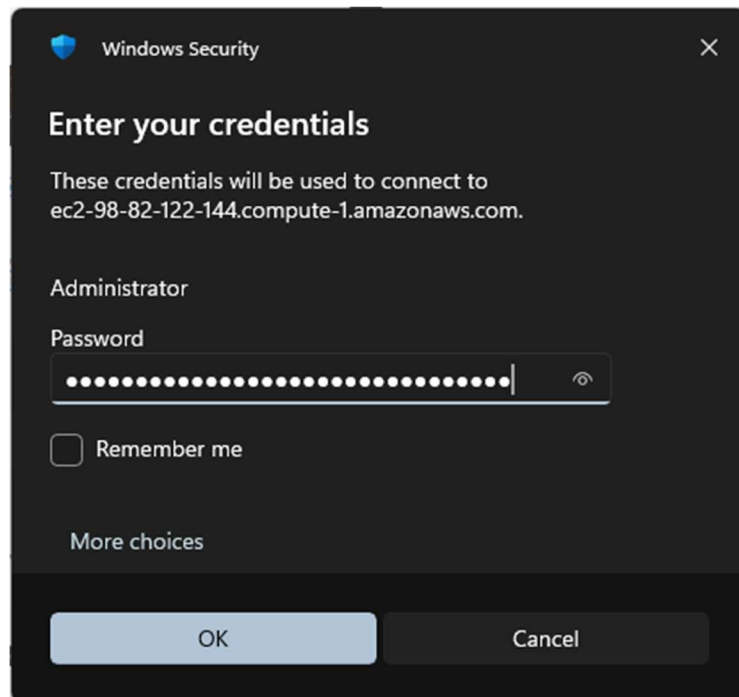 Windows Security
Enter your credentials
These credentials will be used to connect to
ec2-98-82-122-144.compute-1.amazonaws.com.
Administrator
Password
••••••••••••••••••••••••••••••••
Remember me
More choices
OK
Cancel